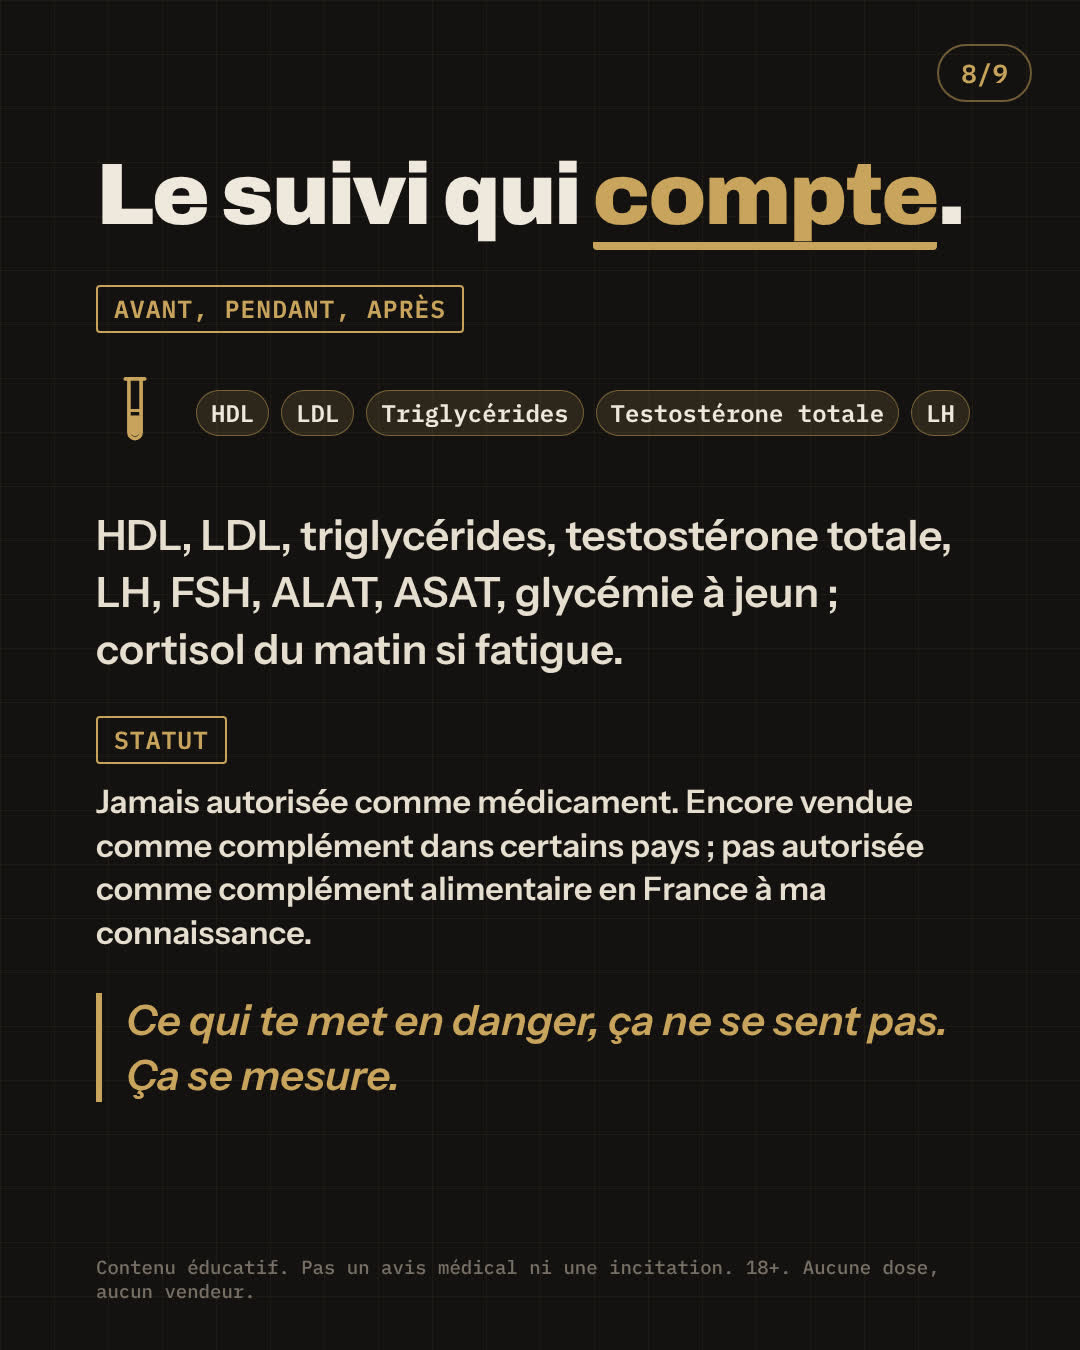 8/9
Le suivi qui compte.
AVANT, PENDANT, APRÈS
HDL LDL Triglycérides Testostérone totale LH
HDL, LDL, triglycérides, testostérone totale,
LH, FSH, ALAT, ASAT, glycémie à jeun ;
cortisol du matin si fatigue.
STATUT
Jamais autorisée comme médicament. Encore vendue
comme complément dans certains pays ; pas autorisée
comme complément alimentaire en France à ma
connaissance.
Ce qui te met en danger, ça ne se sent pas.
Ça se mesure.
Contenu éducatif. Pas un avis médical ni une incitation. 18+. Aucune dose,
aucun vendeur.